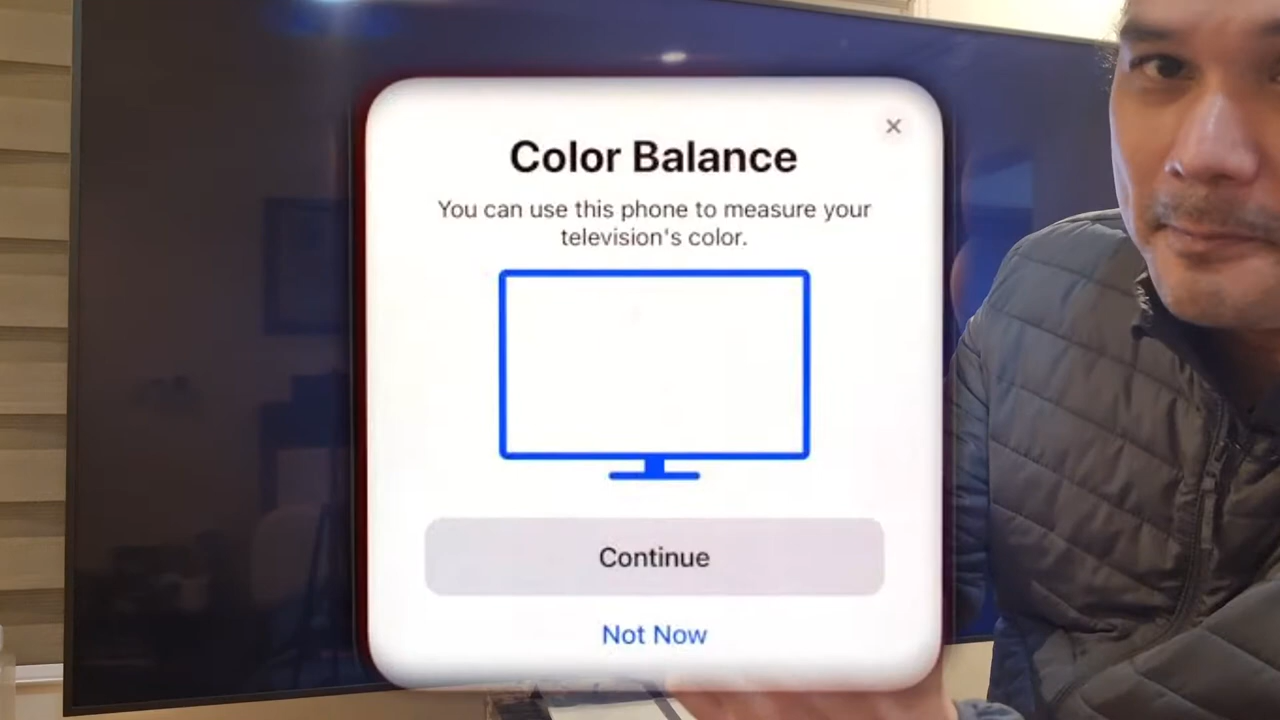 Color Balance
You can use this phone to measure your
television's color.
Continue
Not Now